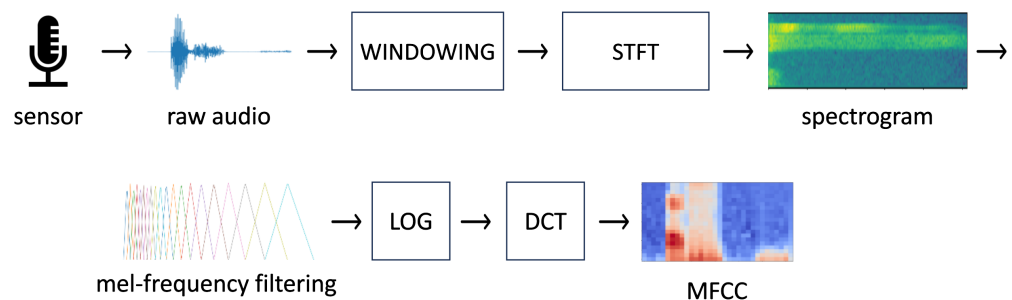 WINDOWING
STFT
sensor
raw audio
spectrogram
LOG
DCT
mel-frequency filtering
MFCC